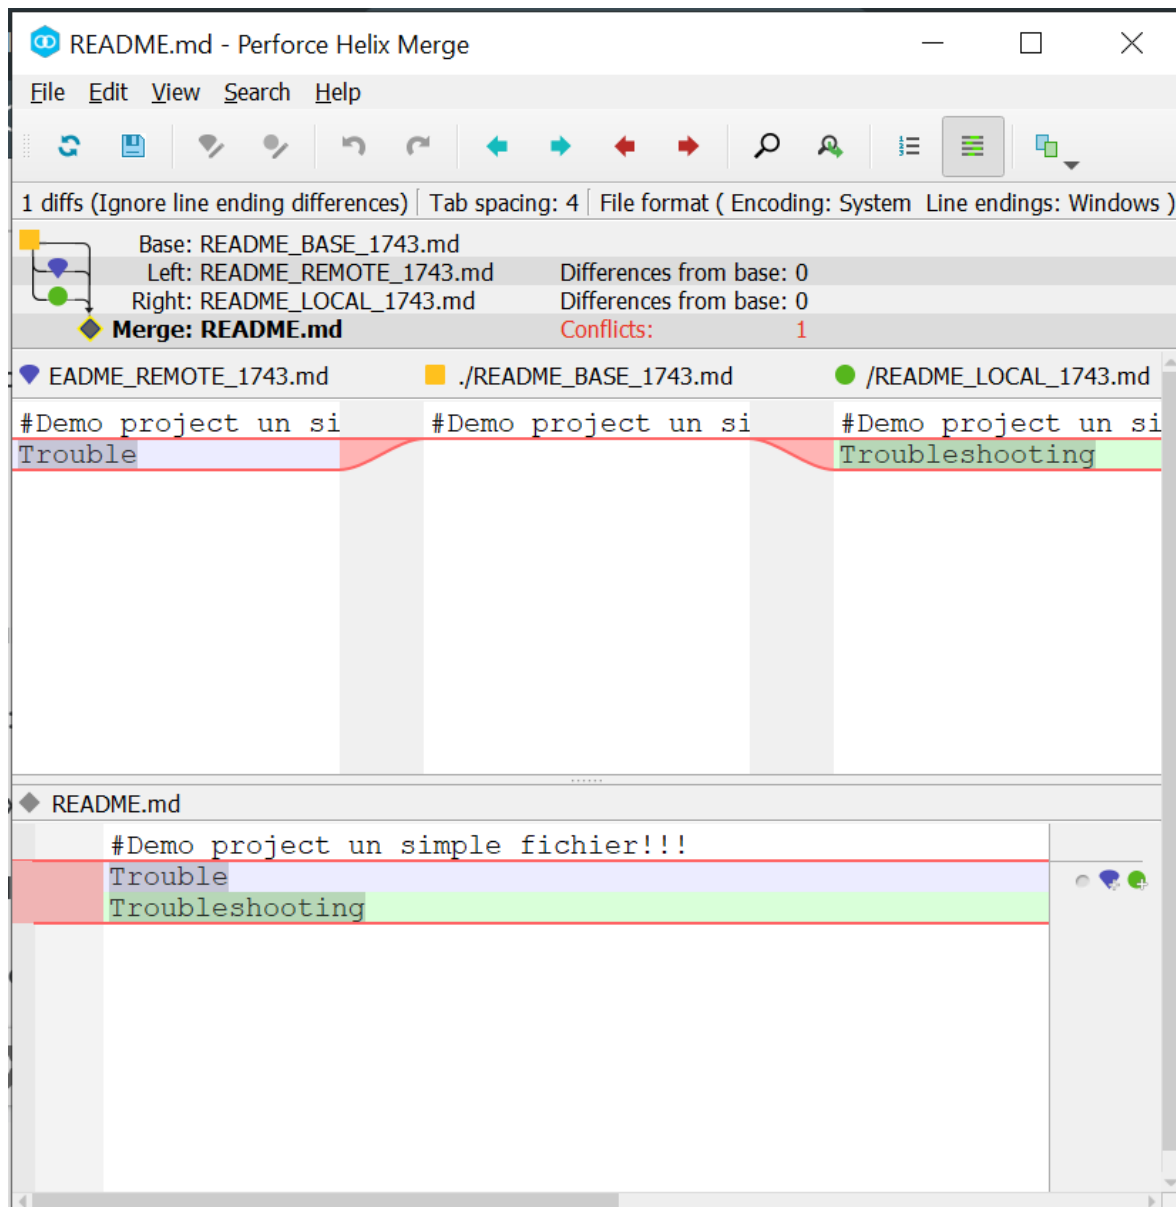 README.md - Perforce Helix Merge
File Edit View Search Help
1 diffs (Ignore line ending differences) Tab spacing: 4 File format ( Encoding: System Line endings: Windows )
Base: README_BASE_1743.md
Left: README_REMOTE_1743.md Differences from base: 0
Right: README_LOCAL_1743.md Differences from base: 0
Merge: README.md Conflicts: 1
EADME_REMOTE_1743.md ./README_BASE_1743.md /README_LOCAL_1743.md
#Demo project un si #Demo project un si #Demo project un si
Trouble Troubleshooting
README.md
#Demo project un simple fichier!!!
Trouble
Troubleshooting